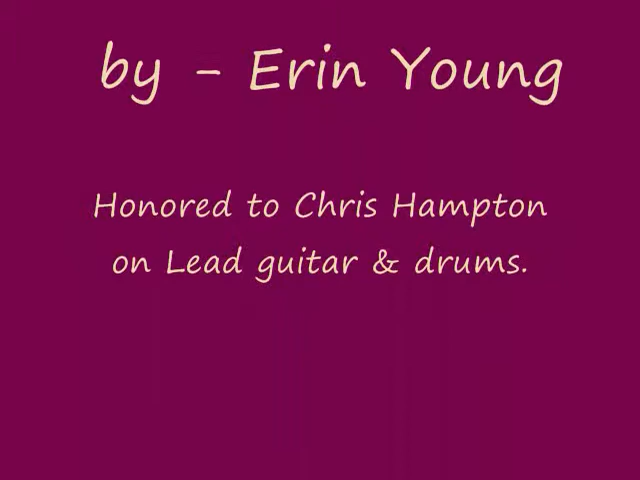 by - Erin Young
Honored to Chris Hampton
on Lead guitar & drums.